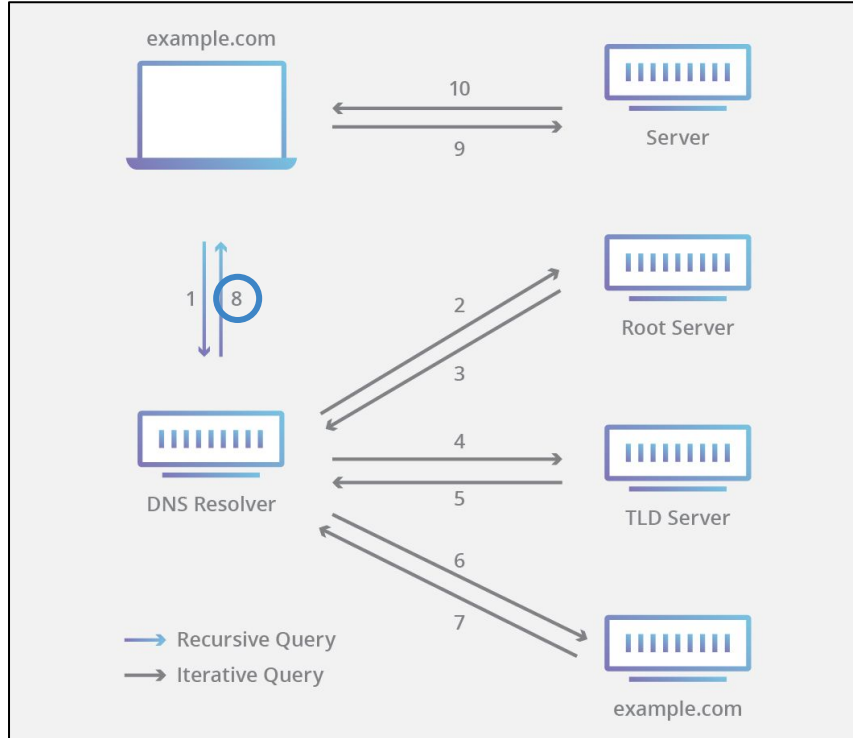 example.com
10
9
Server
1
8
2
Root Server
3
4
DNS Resolver
5
TLD Server
6
7
Recursive Query
Iterative Query
example.com